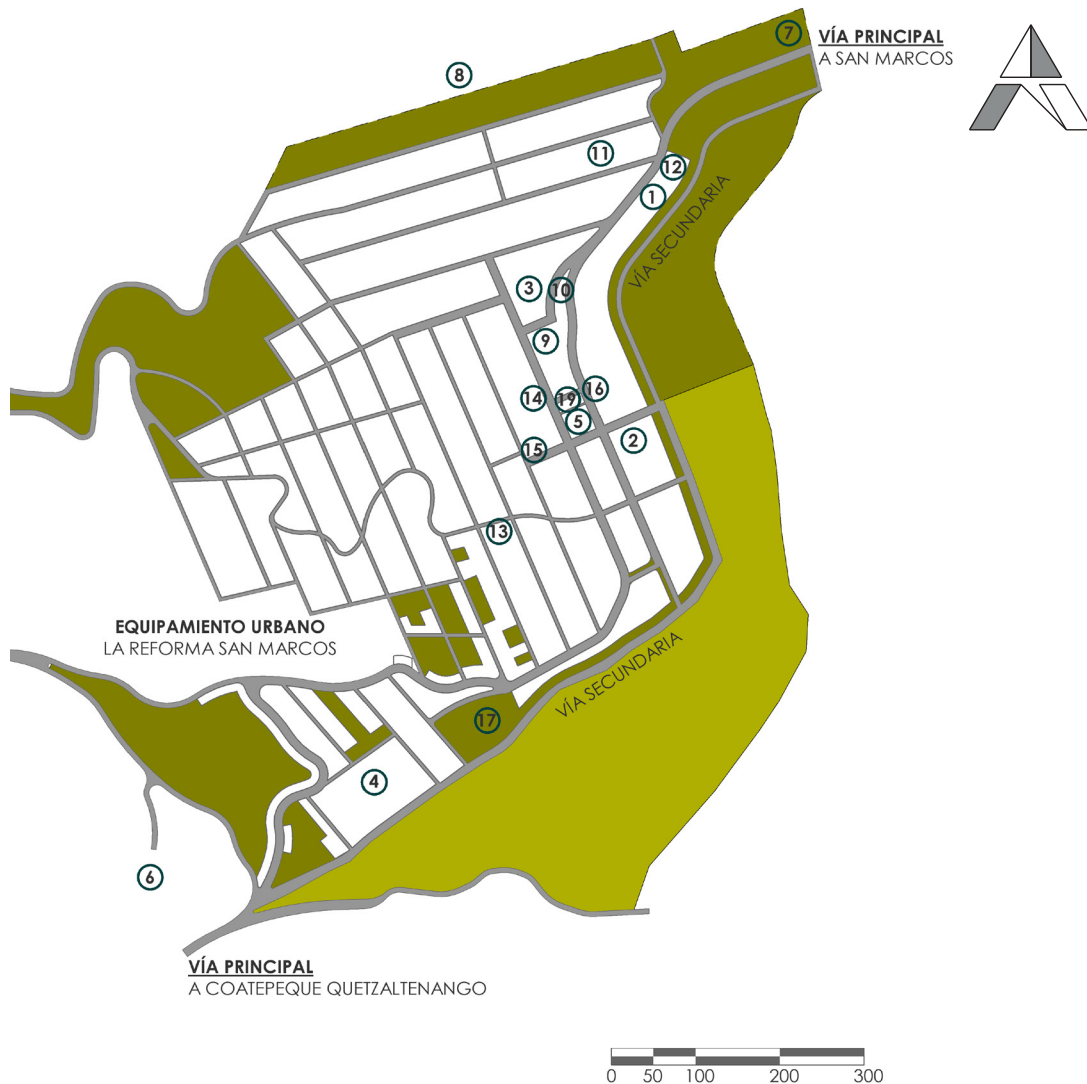 7
VÍA PRINCIPAL
A SAN MARCOS
8
11
12
1
VÍA SECUNDARIA
3
10
9
16
14
19
5
2
15
13
EQUIPAMIENTO URBANO
LA REFORMA SAN MARCOS
VÍA SECUNDARIA
17
4
6
VÍA PRINCIPAL
A COATEPEQUE QUETZALTENANGO
0 50 100 200 300